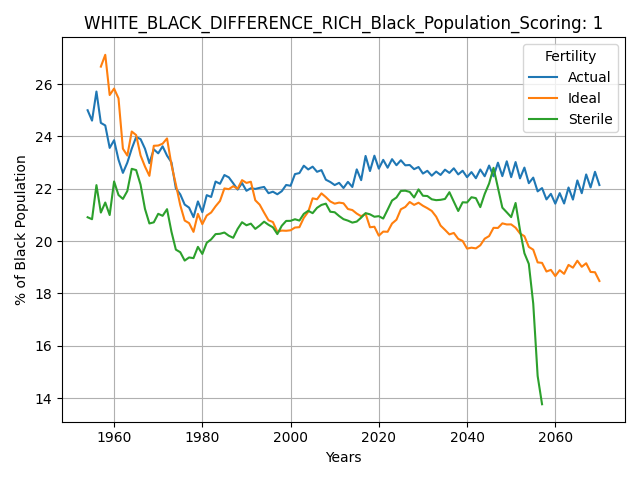 WHITE_BLACK_DIFFERENCE_RICH_Black_Population_Scoring: 1
% of Black Population
26
24
22
20
18
16
14
1960 1980 2000 2020 2040 2060
Years
Fertility
Actual
Ideal
Sterile